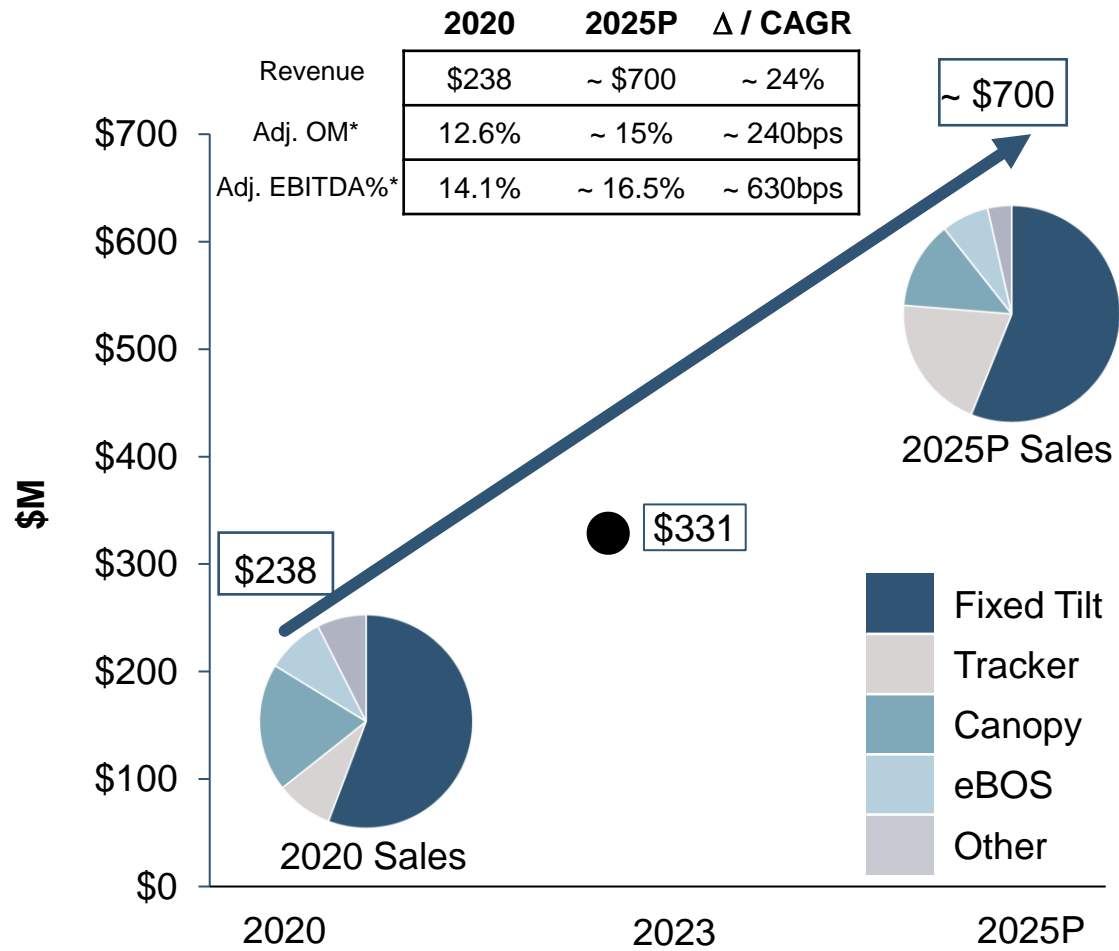 2020 2025P Δ / CAGR
Revenue $238 ~ $700 ~ 24%
Adj. OM* 12.6% ~ 15% ~ 240bps
Adj. EBITDA%* 14.1% ~ 16.5% ~ 630bps
~ $700
$700
$600
$500
$400
$300
$200
$100
$0
$M
2025P Sales
$331
$238
2020 Sales
Fixed Tilt
Tracker
Canopy
eBOS
Other
2020 2023 2025P